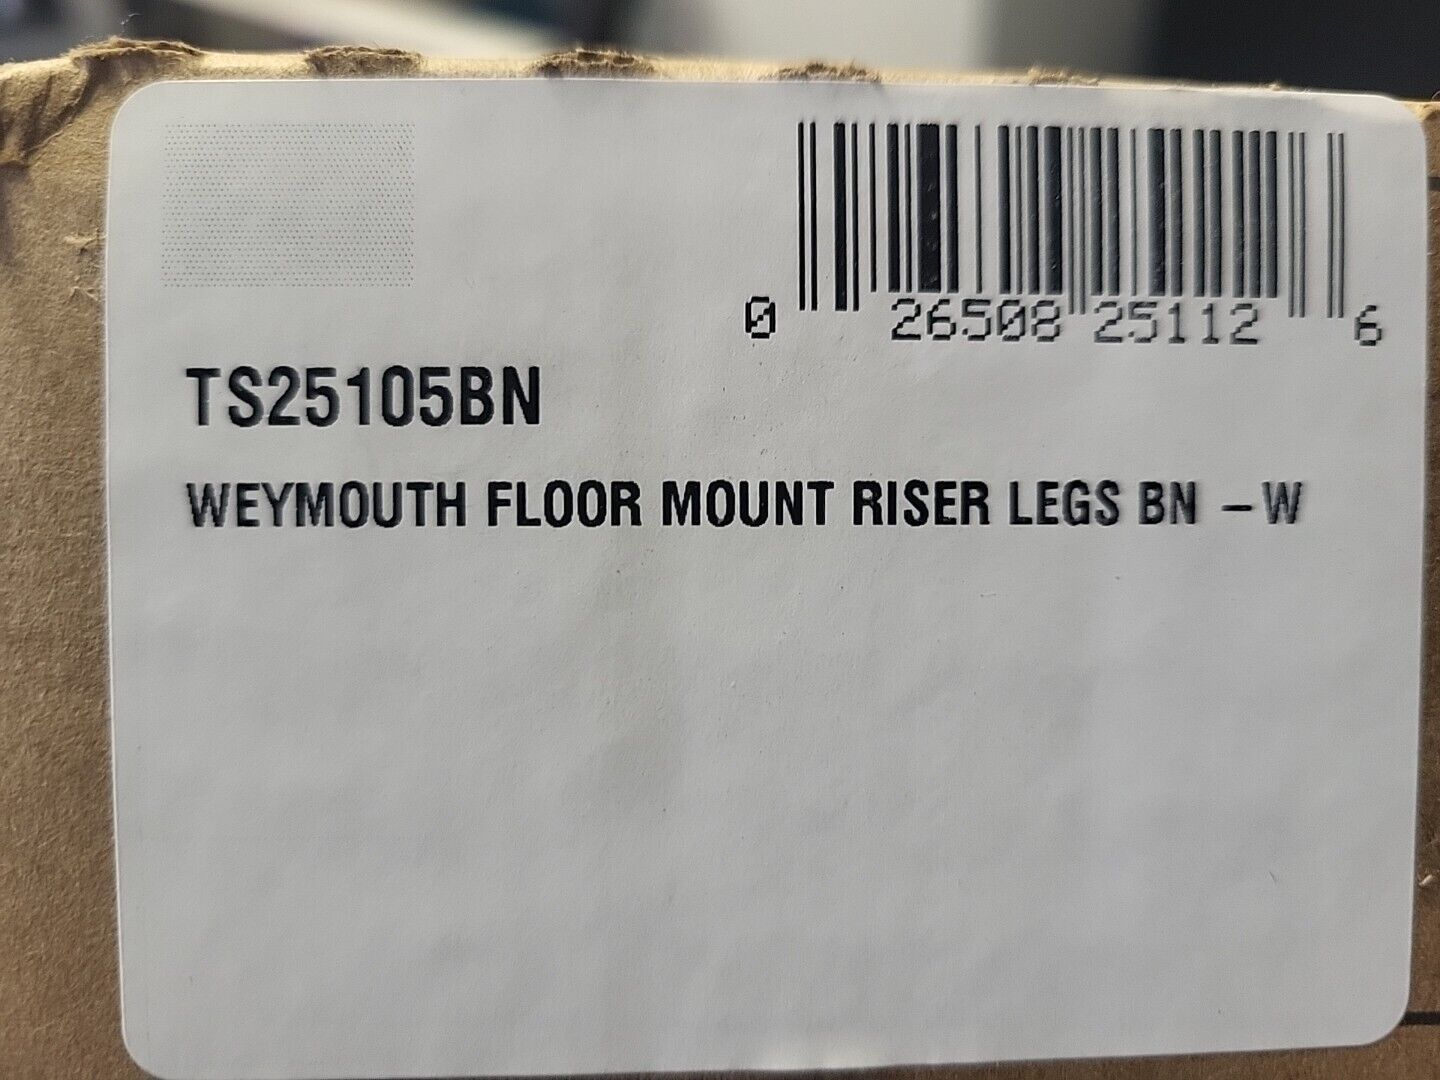 0 26508 25112 6
TS25105BN
WEYMOUTH FLOOR MOUNT RISER LEGS BN -W